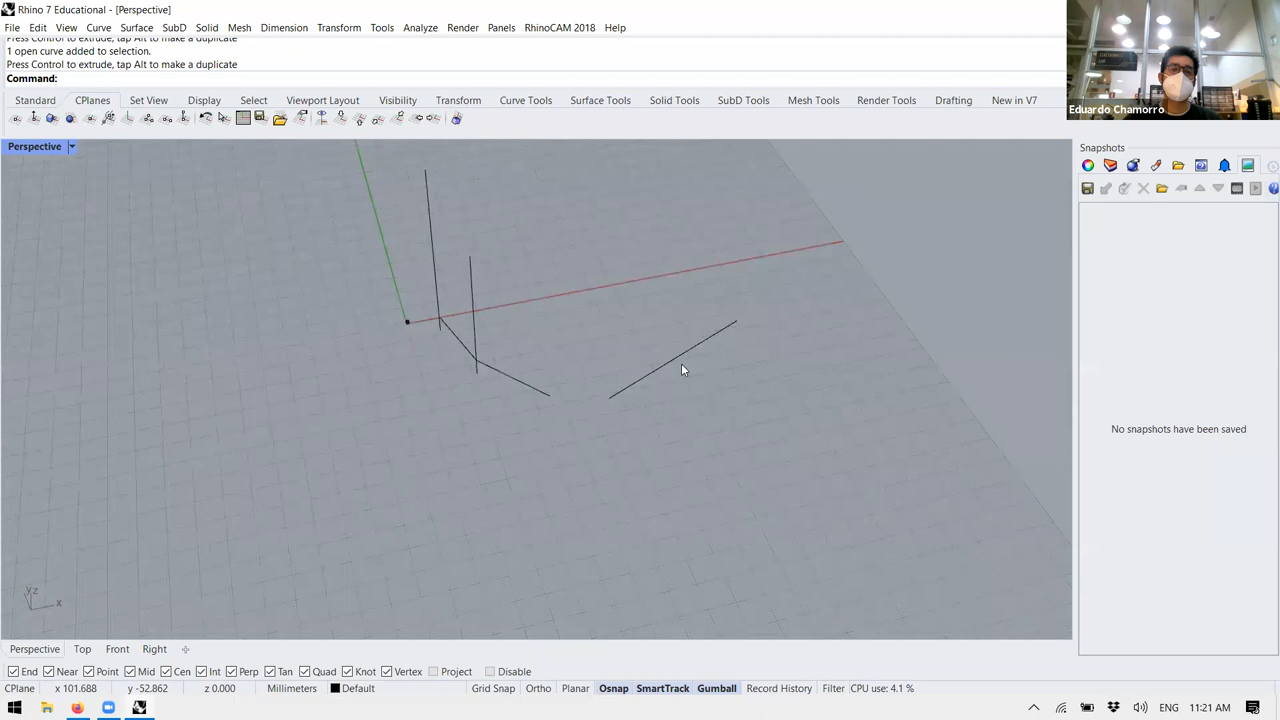 Rhino 7 Educational - [Perspective]
File Edit View Curve Surface SubD Solid Mesh Dimension Transform Tools Analyze Render Panels RhinoCAM 2018 Help
Press Control to extrude, tap Alt to make a duplicate
1 open curve added to selection.
Press Control to extrude, tap Alt to make a duplicate
Command:
Standard CPlanes Set View Display Select Viewport Layout Visibility Transform Curve Tools Surface Tools Solid Tools SubD Tools Mesh Tools Render Tools Drafting New in V7
Eduardo Chamorro
Perspective
Snapshots
No snapshots have been saved
y z
x
Perspective Top Front Right
End Near Point Mid Cen Int Perp Tan Quad Knot Vertex Project Disable
CPlane x 101.688 y -52.862 z 0.000 Millimeters Default Grid Snap Ortho Planar Osnap SmartTrack Gumball Record History Filter CPU use: 4.1 %
ENG 11:21 AM